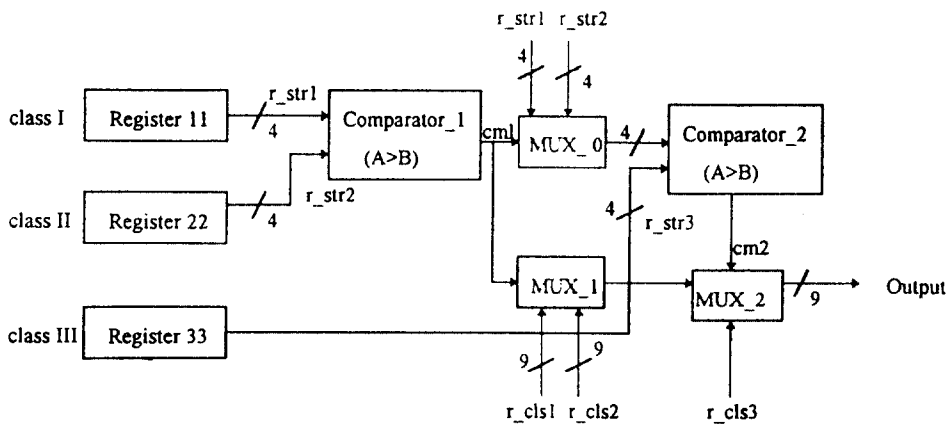 r_str1 r_str2
4
4
class I
Register 11
r_str1
4
Comparator_1
(A>B)
cm1
MUX_0
4
Comparator_2
(A>B)
class II
Register 22
r_str2
4
4
r_str3
cm2
MUX_1
MUX_2
9
Output
class III
Register 33
9
9
r_cls1 r_cls2
r_cls3